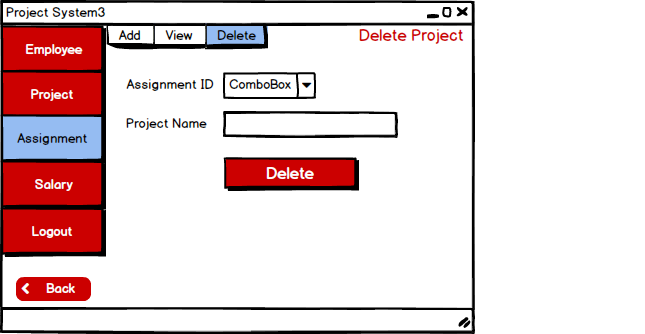 Project System3
Add View Delete
Delete Project
Employee
Project
Assignment
Salary
Logout
Back
Assignment ID ComboBox
Project Name
Delete